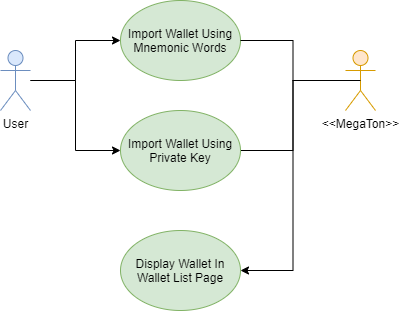 Import Wallet Using
Mnemonic Words
User
<<MegaTon>>
Import Wallet Using
Private Key
Display Wallet In
Wallet List Page